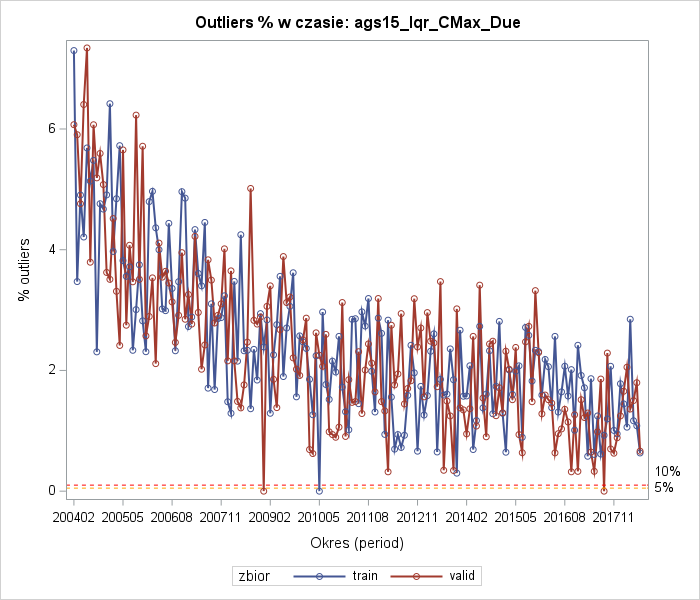 Outliers % w czasie: ags15_Iqr_CMax_Due
% outliers
6
4
2
0
10%
5%
200402 200505 200608 200711 200902 201005 201108 201211 201402 201505 201608 201711
Okres (period)
zbior train valid